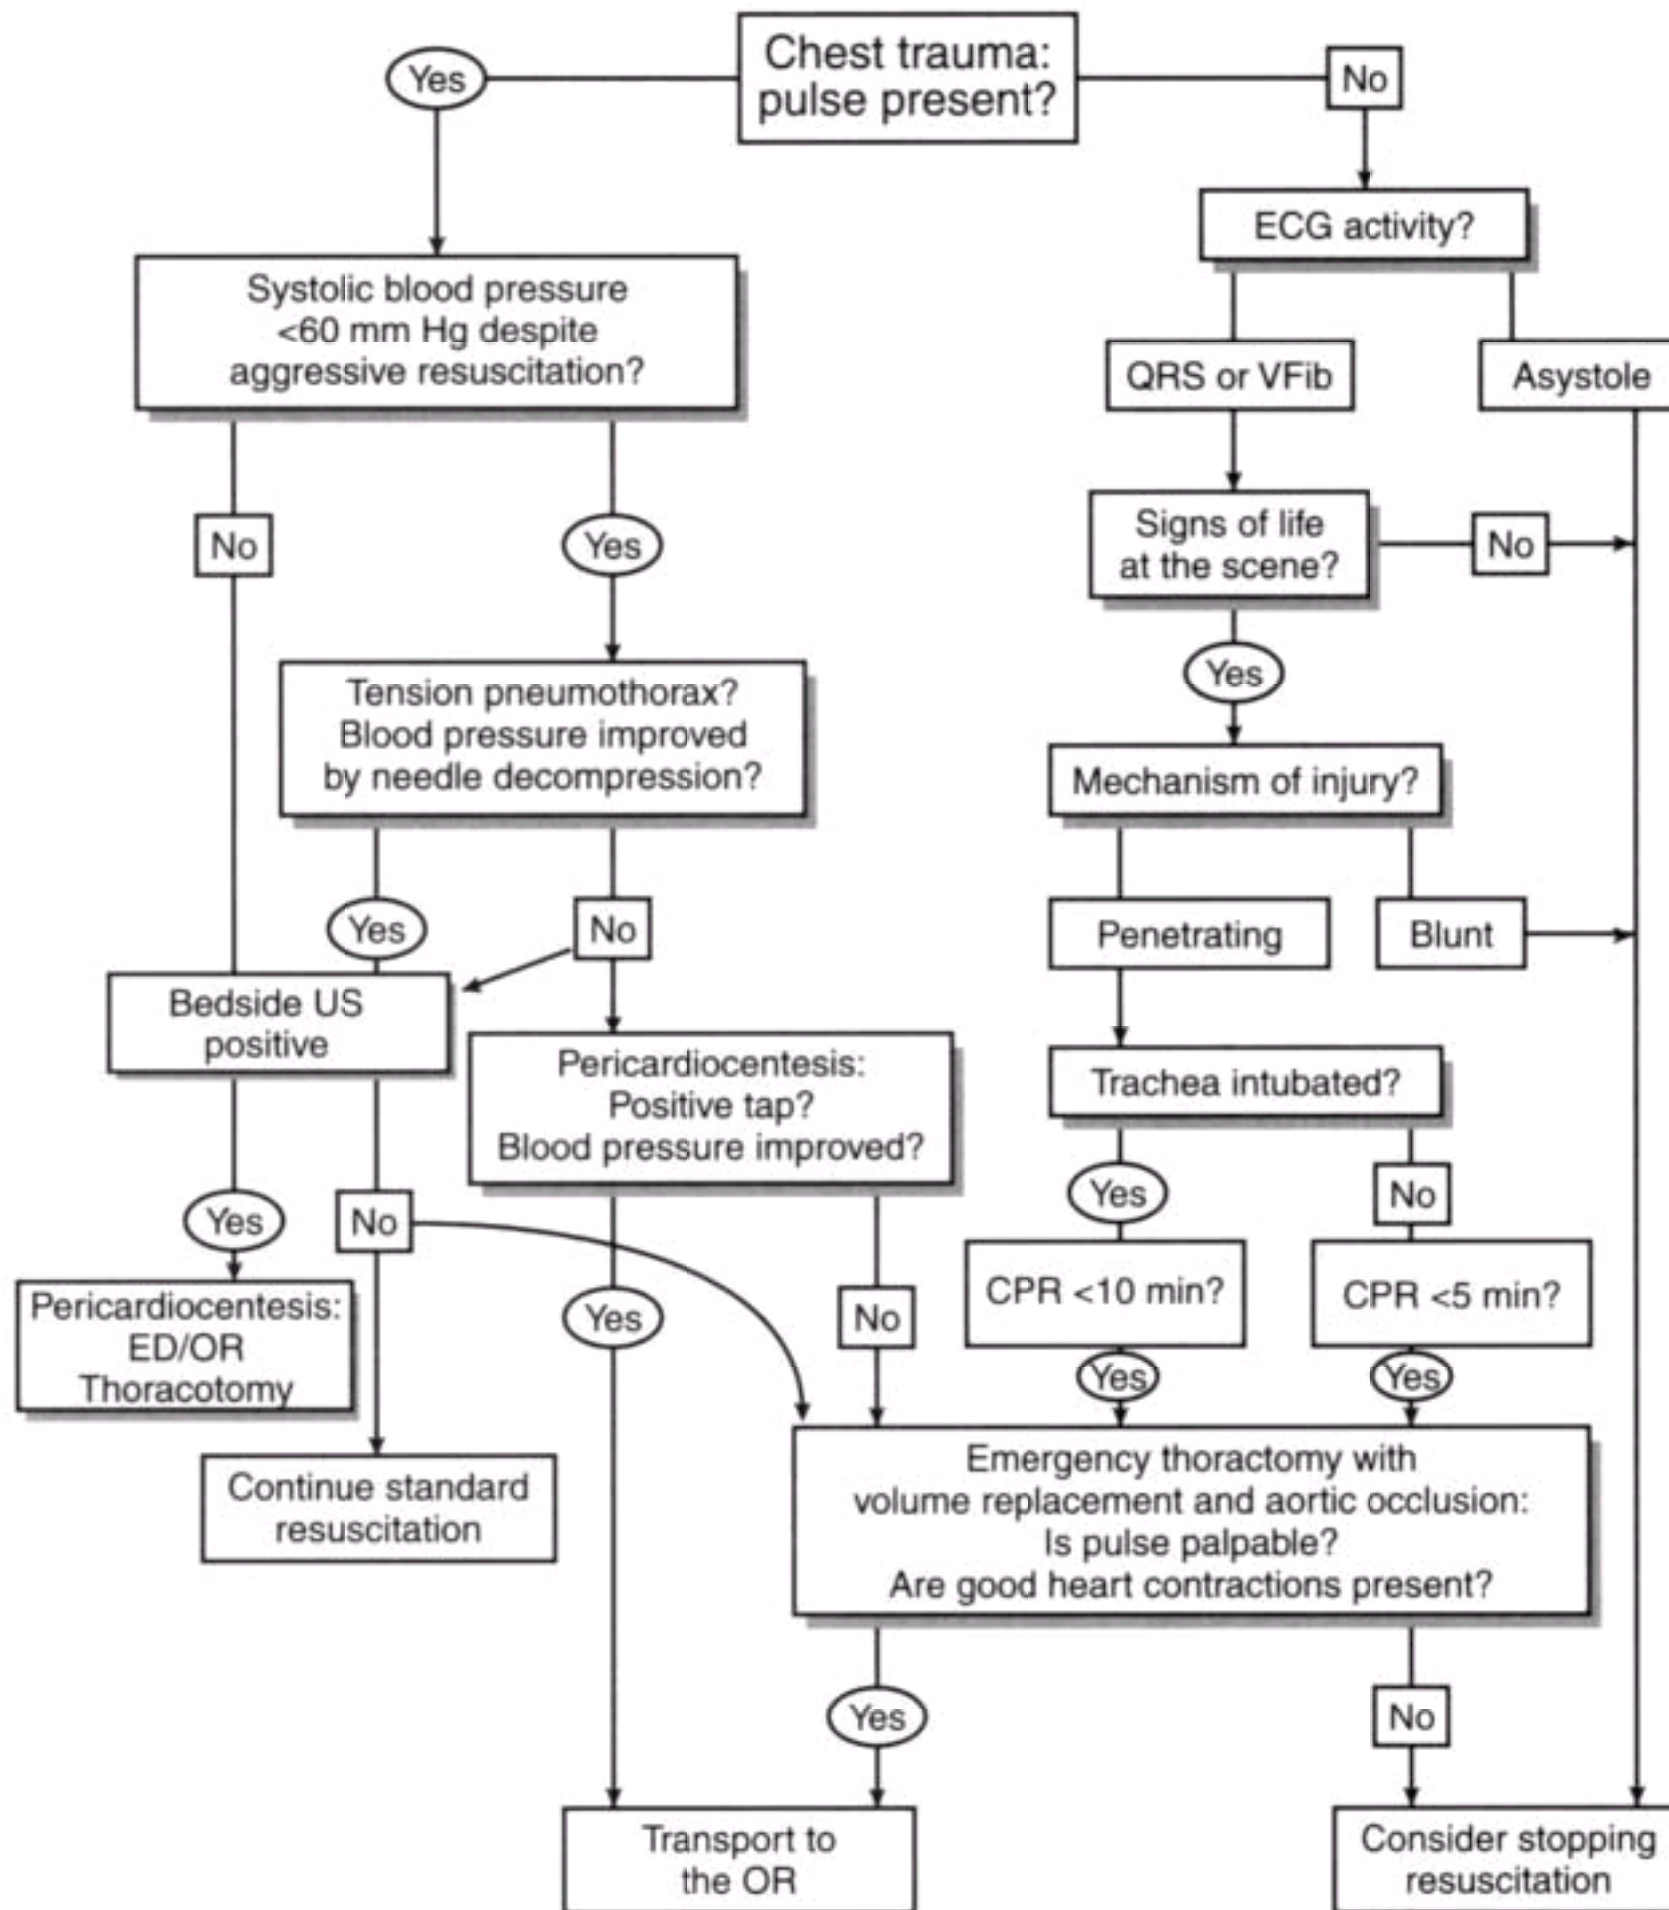 Chest trauma:
pulse present?
Yes
No
ECG activity?
Systolic blood pressure
<60 mm Hg despite
aggressive resuscitation?
QRS or VFib
Asystole
Signs of life
at the scene?
No
No
Yes
Yes
Tension pneumothorax?
Blood pressure improved
by needle decompression?
Mechanism of injury?
Yes
No
Penetrating
Blunt
Bedside US
positive
Pericardiocentesis:
Positive tap?
Blood pressure improved?
Trachea intubated?
Yes
No
Yes
No
CPR <10 min?
CPR <5 min?
Pericardiocentesis:
ED/OR
Thoracotomy
Yes
No
Yes
Yes
Continue standard
resuscitation
Emergency thoractomy with
volume replacement and aortic occlusion:
Is pulse palpable?
Are good heart contractions present?
Yes
No
Transport to
the OR
Consider stopping
resuscitation